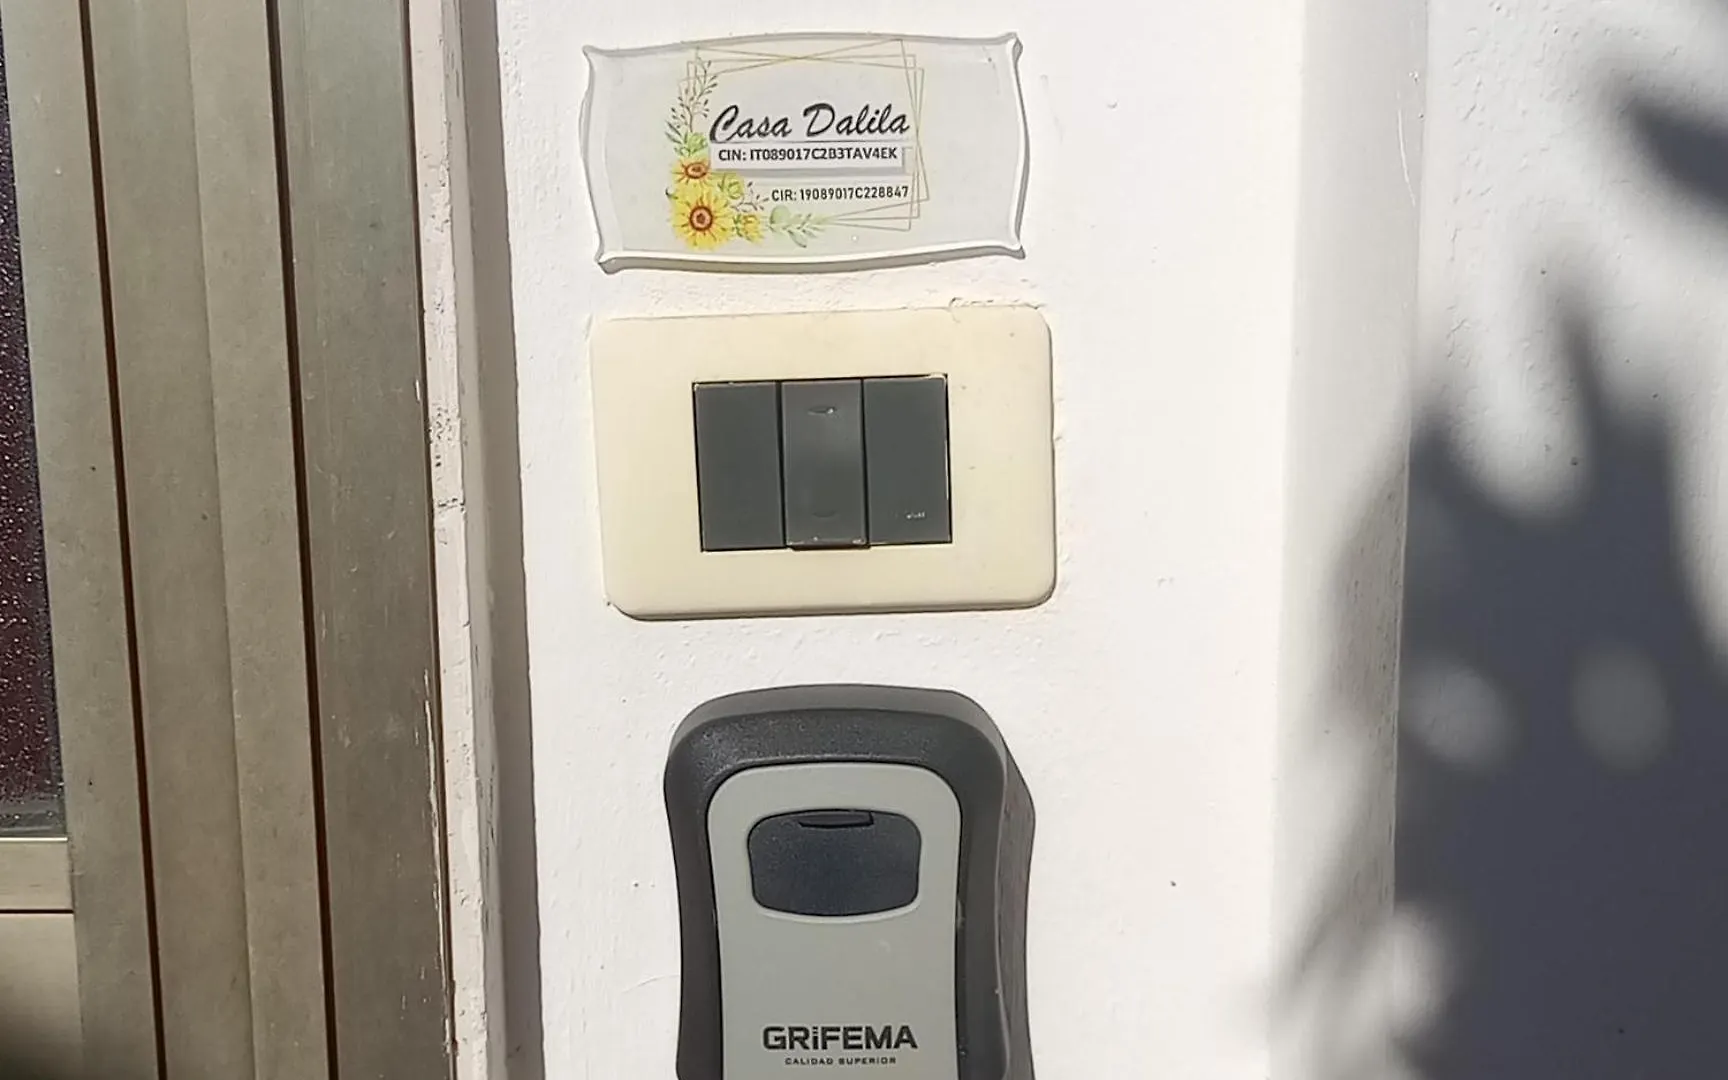 Casa Dalila
CIN: IT089017C2B3TAV4EK
CIR: 19089017C228847
GRiFEMA
CALIDAD SUPERIOR